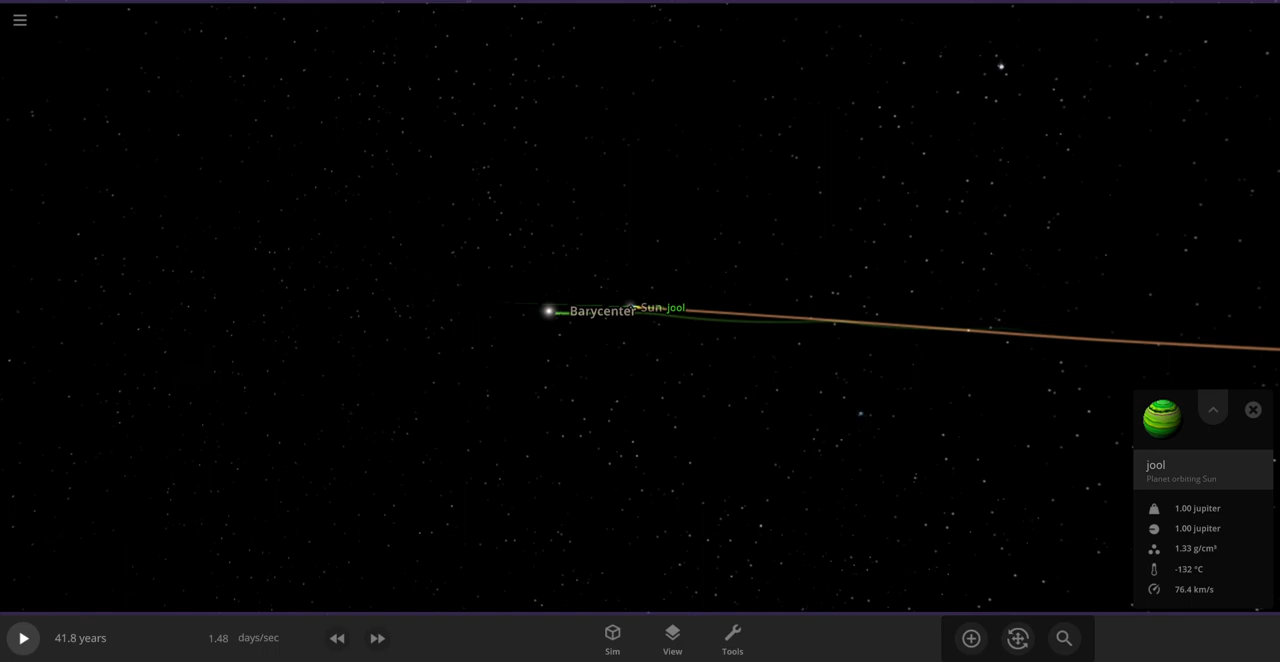 Barycenter
Sun
jool
jool
Planet orbiting Sun
1.00 jupiter
1.00 jupiter
1.33 g/cm³
-132 °C
76.4 km/s
41.8 years
1.48 days/sec
Sim
View
Tools